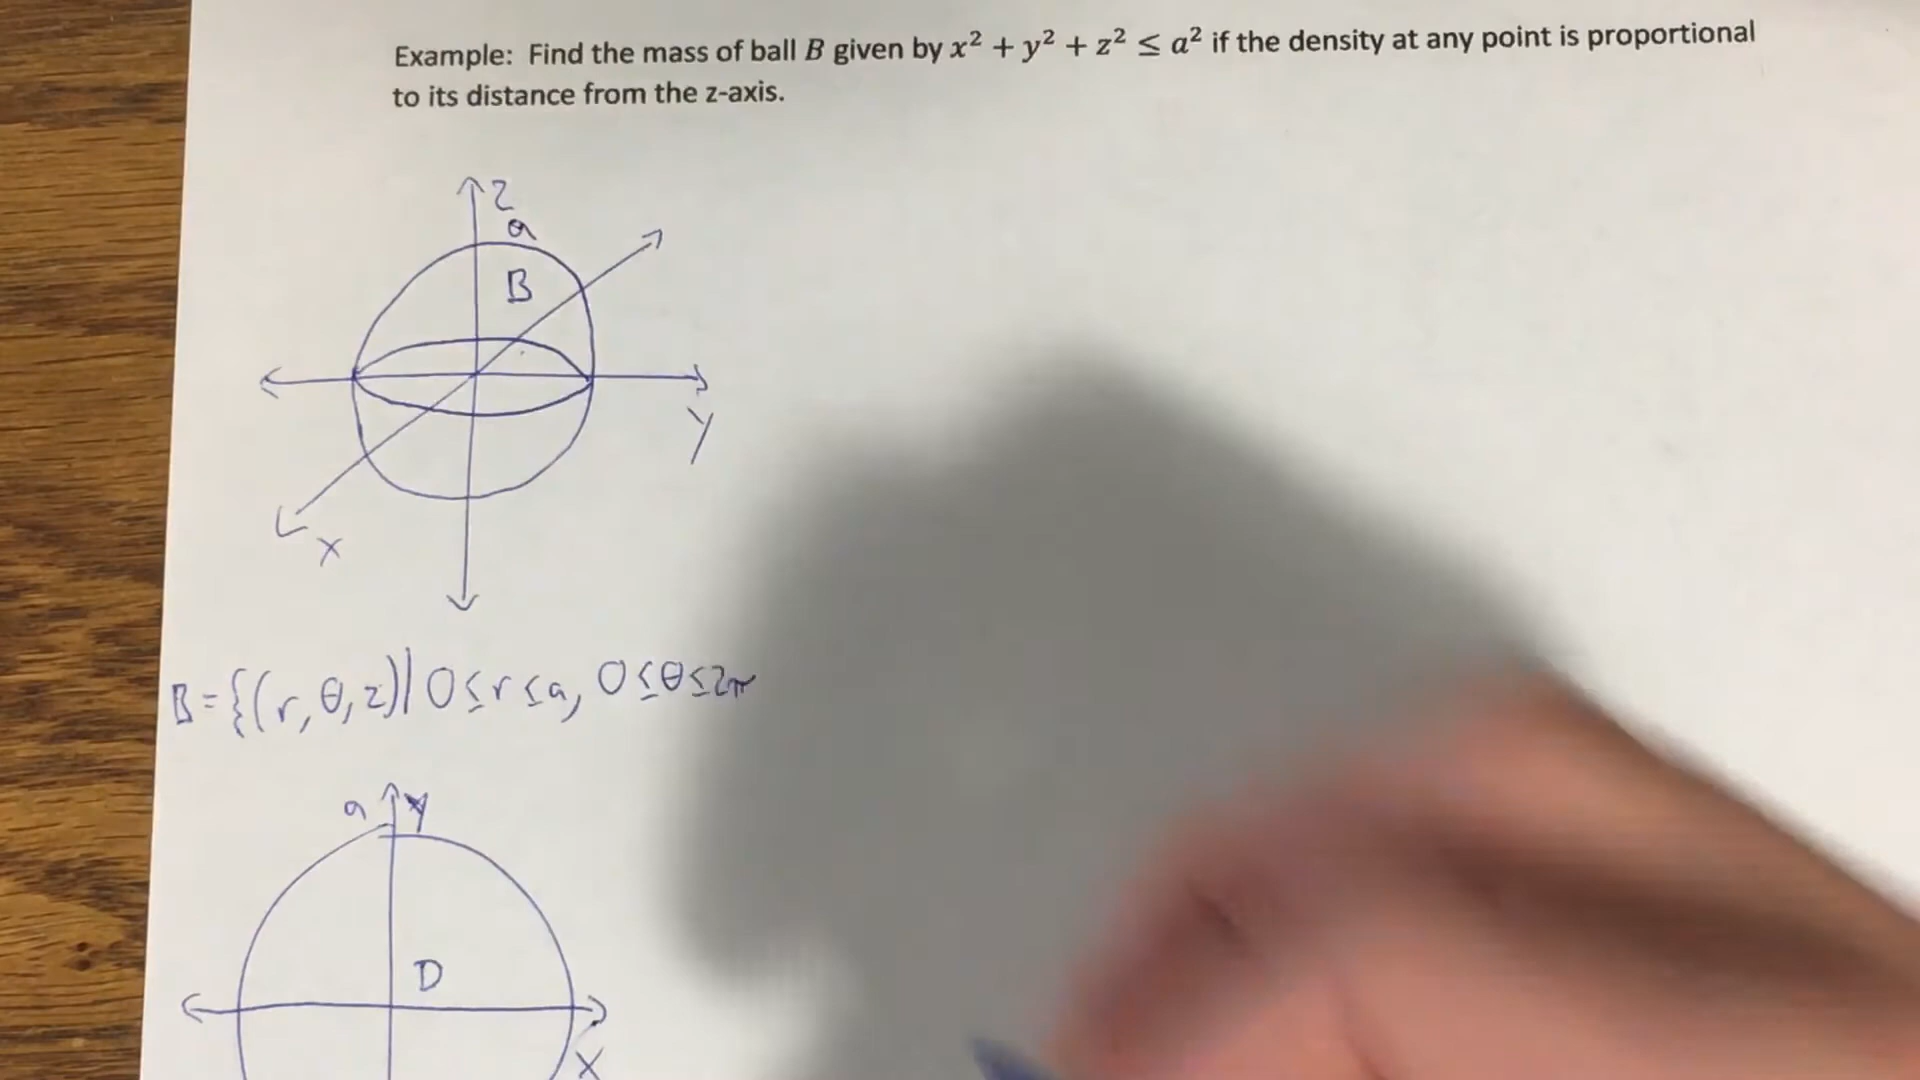 Example: Find the mass of ball B given by x² + y² + z² ≤ a² if the density at any point is proportional
to its distance from the z-axis.
z
a
B
y
x
B = {(r, θ, z) | 0 ≤ r ≤ a, 0 ≤ θ ≤ 2π
a y
D
x